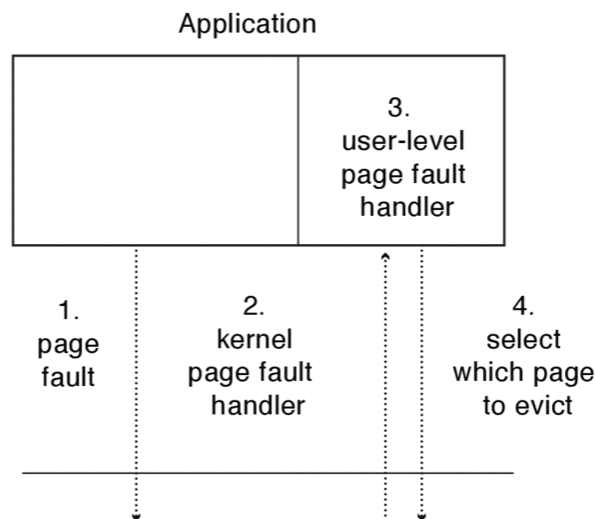 Application
3.
user-level
page fault
handler
1.
page
fault
2.
kernel
page fault
handler
4.
select
which page
to evict